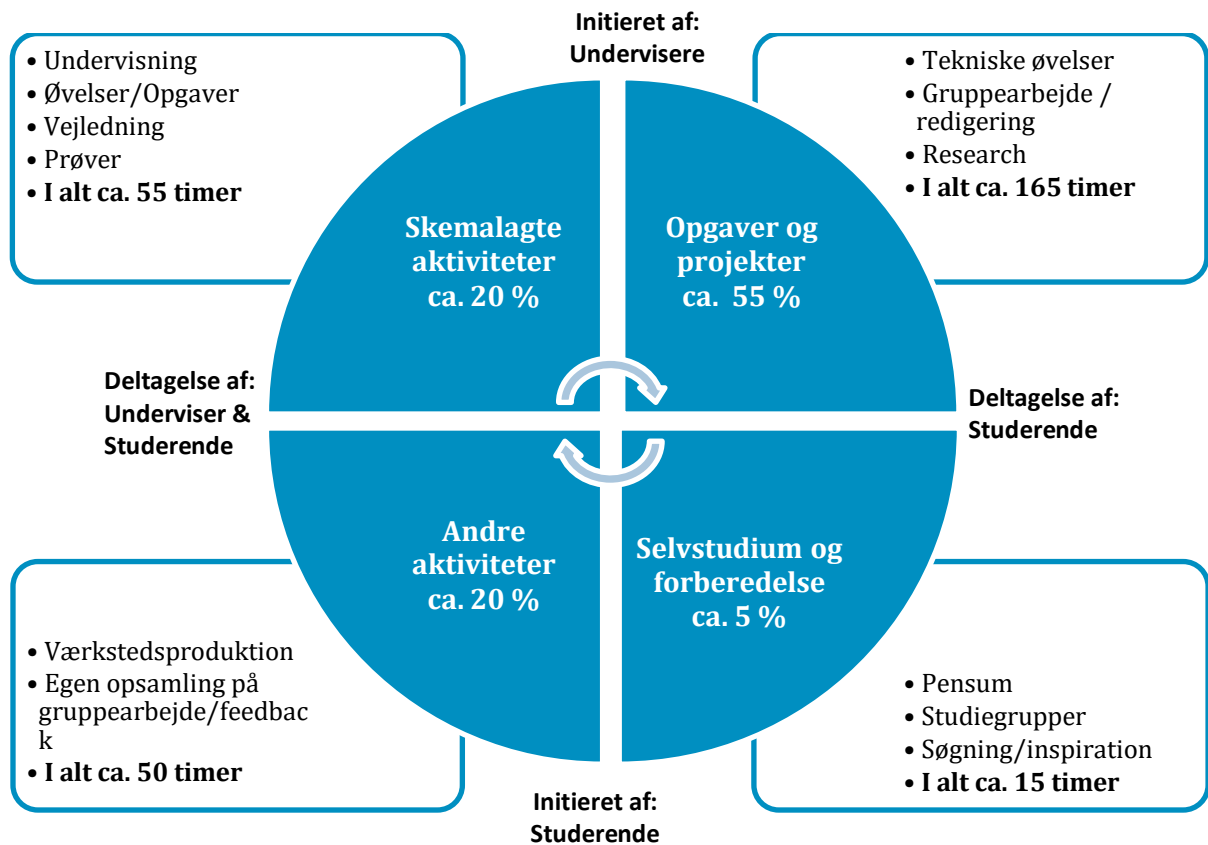 Initieret af:
Undervisere
• Undervisning
• Øvelser/Opgaver
• Vejledning
• Prøver
• I alt ca. 55 timer
• Tekniske øvelser
• Gruppearbejde /
redigering
• Research
• I alt ca. 165 timer
Skemalagte
aktiviteter
ca. 20 %
Opgaver og
projekter
ca. 55 %
Deltagelse af:
Underviser &
Studerende
Deltagelse af:
Studerende
Andre
aktiviteter
ca. 20 %
Selvstudium og
forberedelse
ca. 5 %
• Værkstedsproduktion
• Egen opsamling på
gruppearbejde/feedbac
k
• I alt ca. 50 timer
• Pensum
• Studiegrupper
• Søgning/inspiration
• I alt ca. 15 timer
Initieret af:
Studerende